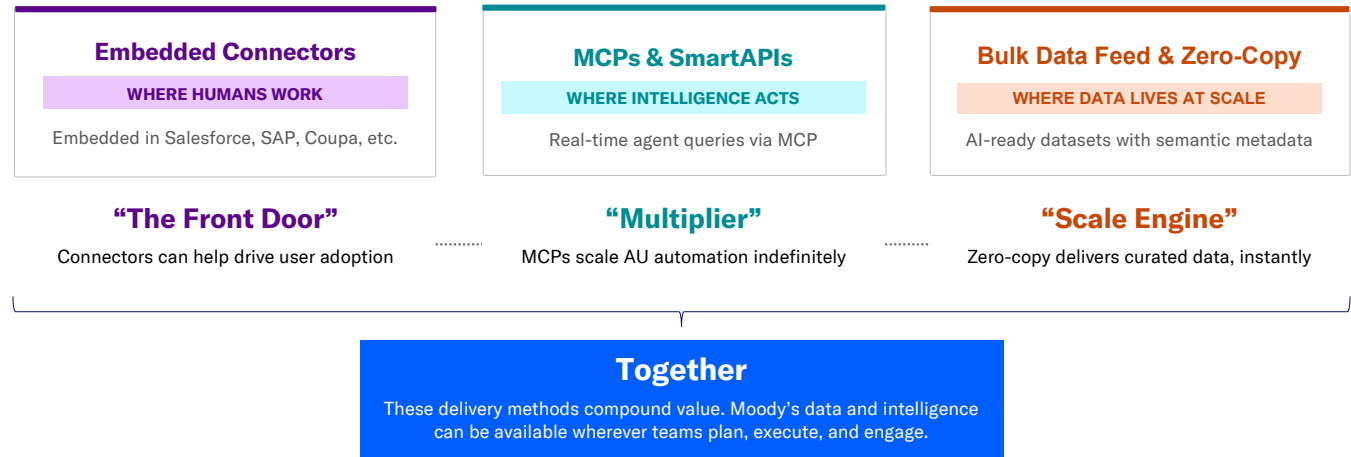 Embedded Connectors
WHERE HUMANS WORK
Embedded in Salesforce, SAP, Coupa, etc.
MCPs & SmartAPIs
WHERE INTELLIGENCE ACTS
Real-time agent queries via MCP
Bulk Data Feed & Zero-Copy
WHERE DATA LIVES AT SCALE
AI-ready datasets with semantic metadata
“The Front Door”
Connectors can help drive user adoption
“Multiplier”
MCPs scale AU automation indefinitely
“Scale Engine”
Zero-copy delivers curated data, instantly
Together
These delivery methods compound value. Moody’s data and intelligence
can be available wherever teams plan, execute, and engage.